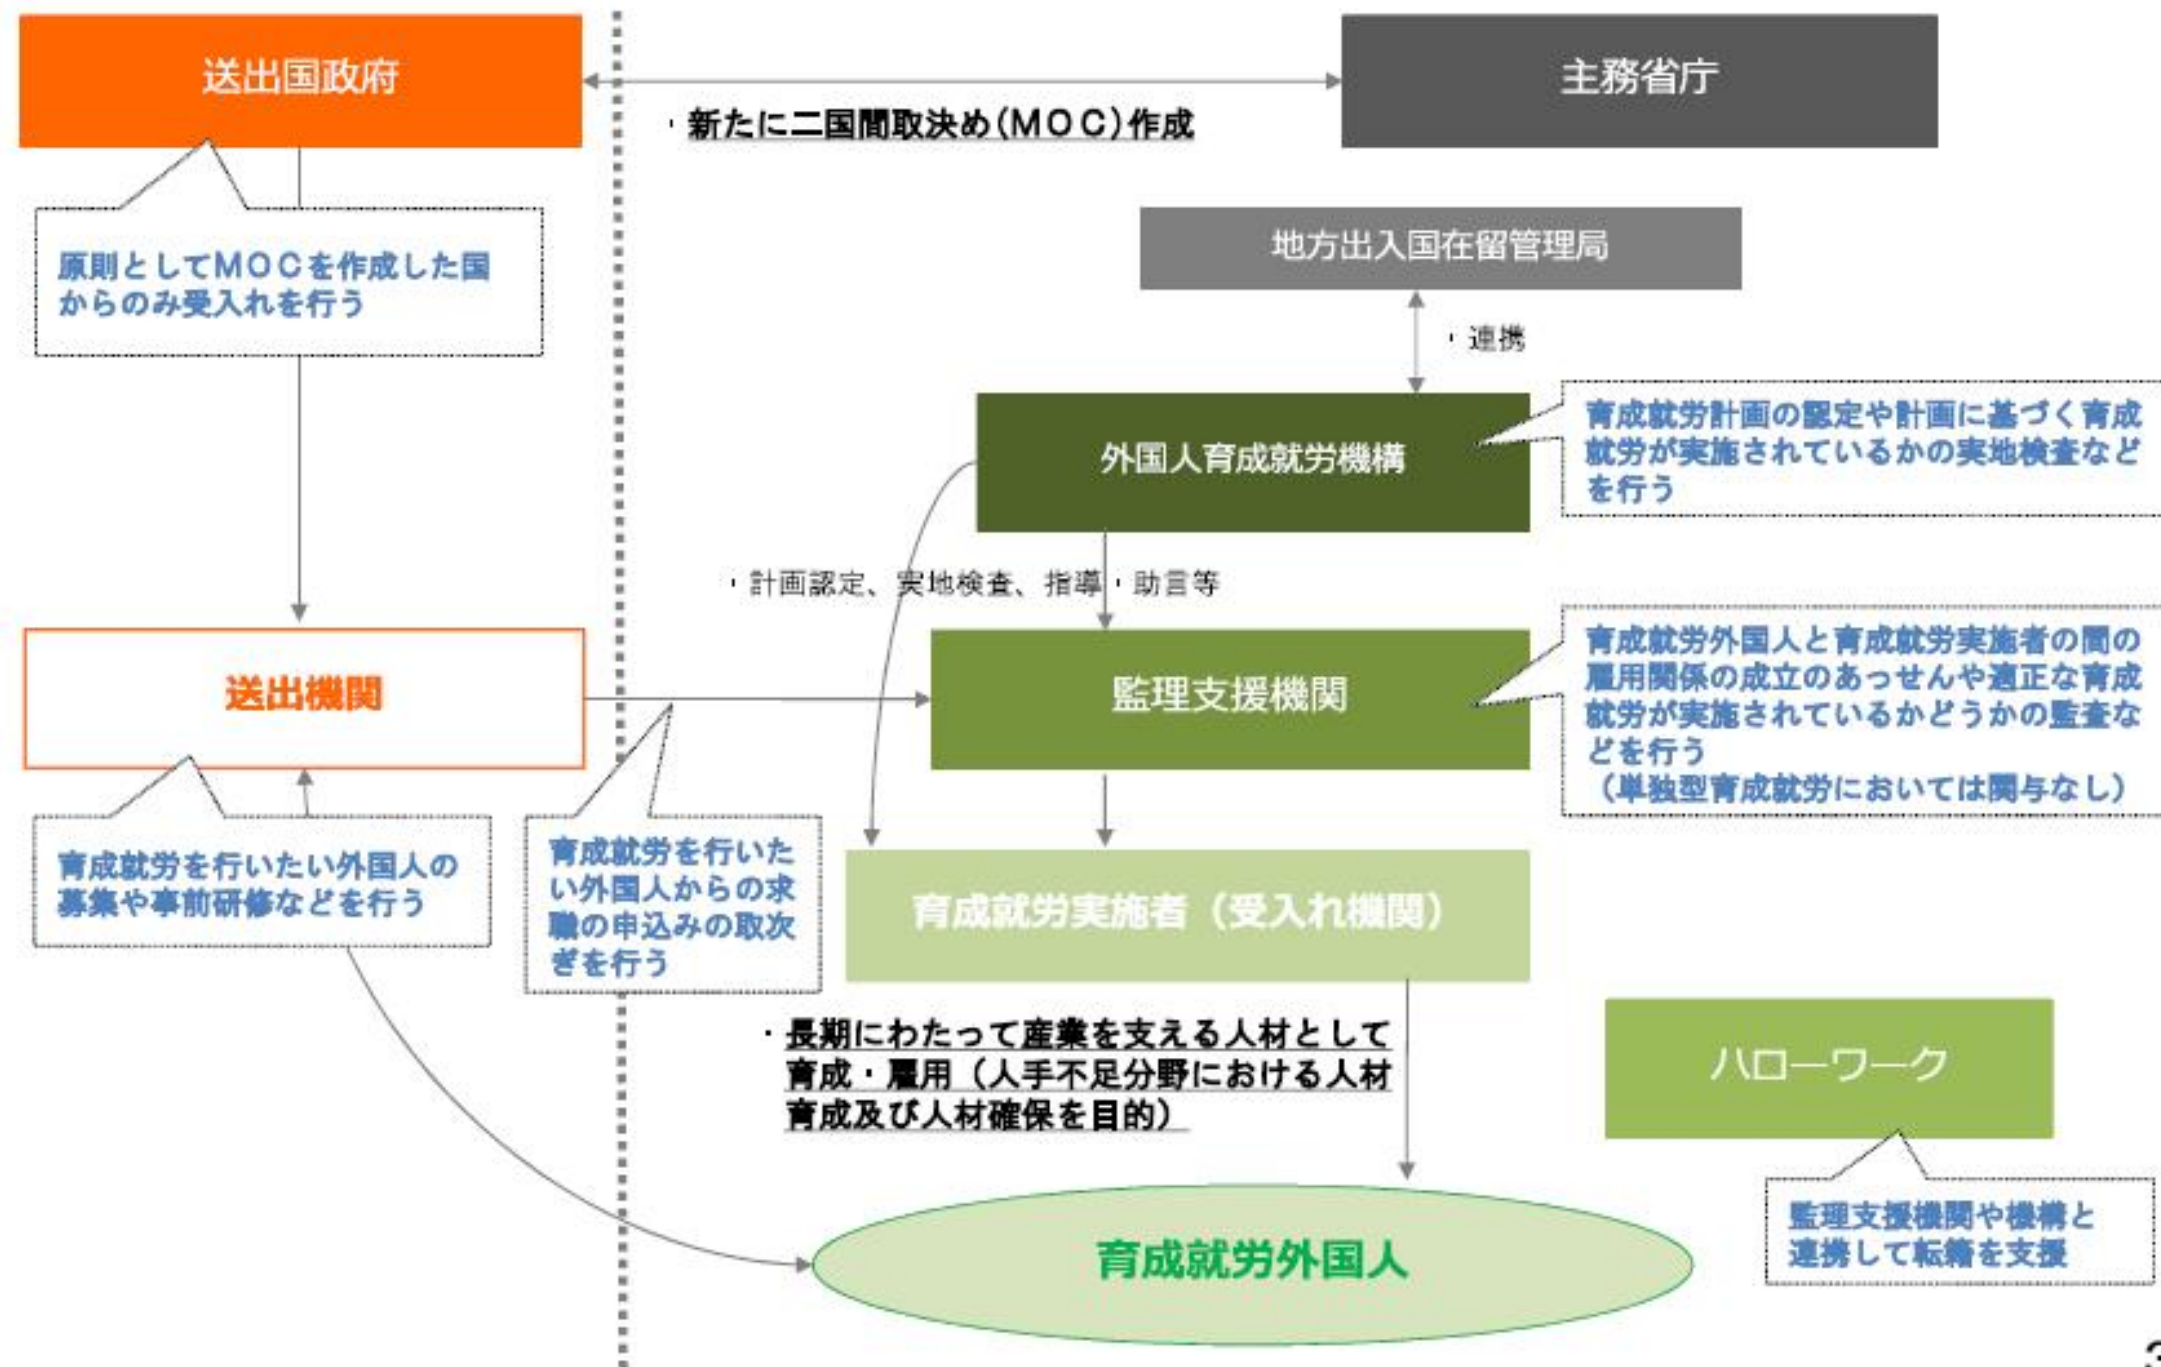 送出国政府
主務省庁
・新たに二国間取決め(MOC)作成
原則としてMOCを作成した国
からのみ受入れを行う
地方出入国在留管理局
・連携
外国人育成就労機構
育成就労計画の認定や計画に基づく育成
就労が実施されているかの実地検査など
を行う
・計画認定、実地検査、指導・助言等
送出機関
監理支援機関
育成就労外国人と育成就労実施者の間の
雇用関係の成立のあっせんや適正な育成
就労が実施されているかどうかの監査な
どを行う
（単独型育成就労においては関与なし）
育成就労を行いたい外国人の
募集や事前研修などを行う
育成就労を行いた
い外国人からの求
職の申込みの取次
ぎを行う
育成就労実施者（受入れ機関）
・長期にわたって産業を支える人材として
育成・雇用（人手不足分野における人材
育成及び人材確保を目的）
ハローワーク
監理支援機関や機構と
連携して転籍を支援
育成就労外国人